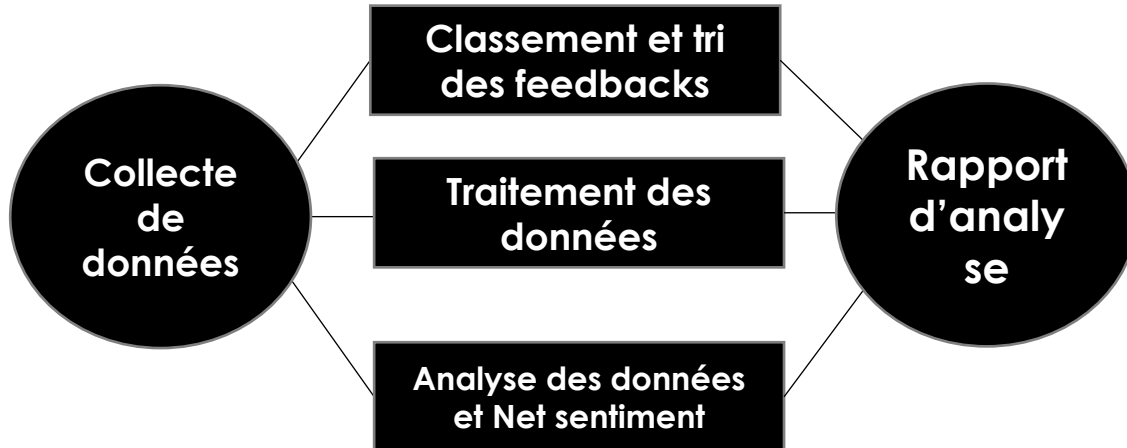 Classement et tri
des feedbacks
Collecte
de
données
Traitement des
données
Rapport
d’analy
se
Analyse des données
et Net sentiment